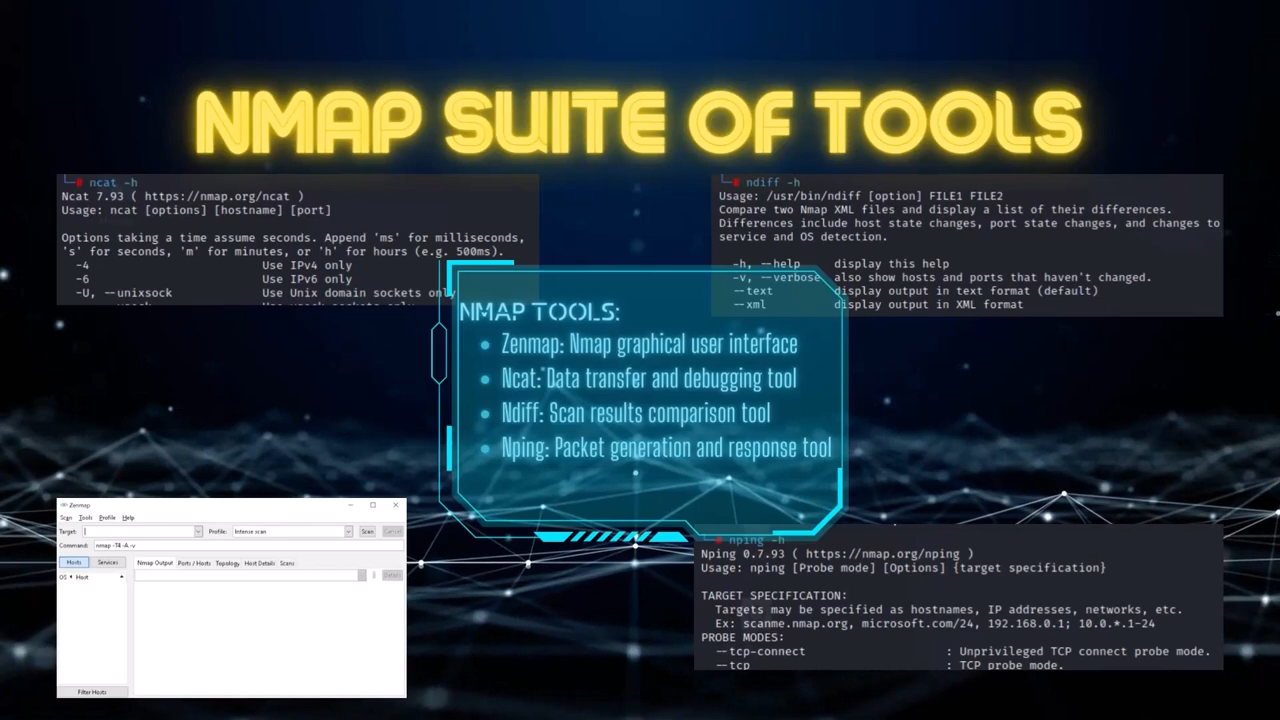 NMAP SUITE OF TOOLS
└─# ncat -h
Ncat 7.93 ( https://nmap.org/ncat )
Usage: ncat [options] [hostname] [port]
Options taking a time assume seconds. Append 'ms' for milliseconds,
's' for seconds, 'm' for minutes, or 'h' for hours (e.g. 500ms).
-4 Use IPv4 only
-6 Use IPv6 only
-U, --unixsock Use Unix domain sockets only
└─# ndiff -h
Usage: /usr/bin/ndiff [option] FILE1 FILE2
Compare two Nmap XML files and display a list of their differences.
Differences include host state changes, port state changes, and changes to
service and OS detection.
-h, --help display this help
-v, --verbose also show hosts and ports that haven't changed.
--text display output in text format (default)
--xml display output in XML format
NMAP TOOLS:
• Zenmap: Nmap graphical user interface
• Ncat: Data transfer and debugging tool
• Ndiff: Scan results comparison tool
• Nping: Packet generation and response tool
Zenmap
Scan Tools Profile Help
Target: Profile: Intense scan Scan Cancel
Command: nmap -T4 -A -v
Hosts Services Nmap Output Ports / Hosts Topology Host Details Scans
OS Host Details
Filter Hosts
nping -h
Nping 0.7.93 ( https://nmap.org/nping )
Usage: nping [Probe mode] [Options] {target specification}
TARGET SPECIFICATION:
Targets may be specified as hostnames, IP addresses, networks, etc.
Ex: scanme.nmap.org, microsoft.com/24, 192.168.0.1; 10.0.*.1-24
PROBE MODES:
--tcp-connect : Unprivileged TCP connect probe mode.
--tcp : TCP probe mode.